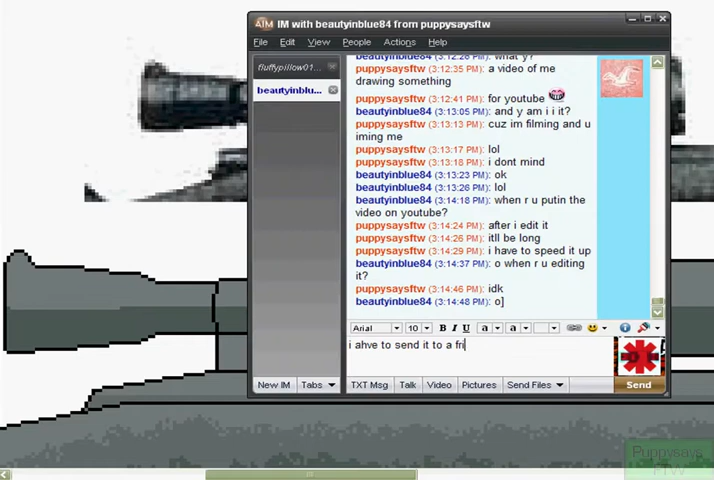 AIM IM with beautyinblue84 from puppysaysftw
File Edit View People Actions Help
fluffypillow01...
beautyinblu...
beautyinblue84 (3:12:28 PM): what y?
puppysaysftw (3:12:35 PM): a video of me
drawing something
puppysaysftw (3:12:41 PM): for youtube
beautyinblue84 (3:13:05 PM): and y am i i it?
puppysaysftw (3:13:13 PM): cuz im filming and u
iming me
puppysaysftw (3:13:17 PM): lol
puppysaysftw (3:13:18 PM): i dont mind
beautyinblue84 (3:13:23 PM): ok
beautyinblue84 (3:13:26 PM): lol
beautyinblue84 (3:14:18 PM): when r u putin the
video on youtube?
puppysaysftw (3:14:24 PM): after i edit it
puppysaysftw (3:14:26 PM): itll be long
puppysaysftw (3:14:29 PM): i have to speed it up
beautyinblue84 (3:14:37 PM): o when r u editing
it?
puppysaysftw (3:14:46 PM): idk
beautyinblue84 (3:14:48 PM): o]
Arial 10 B I U a a
i ahve to send it to a fri
New IM Tabs TXT Msg Talk Video Pictures Send Files Send
Puppysays
FTW